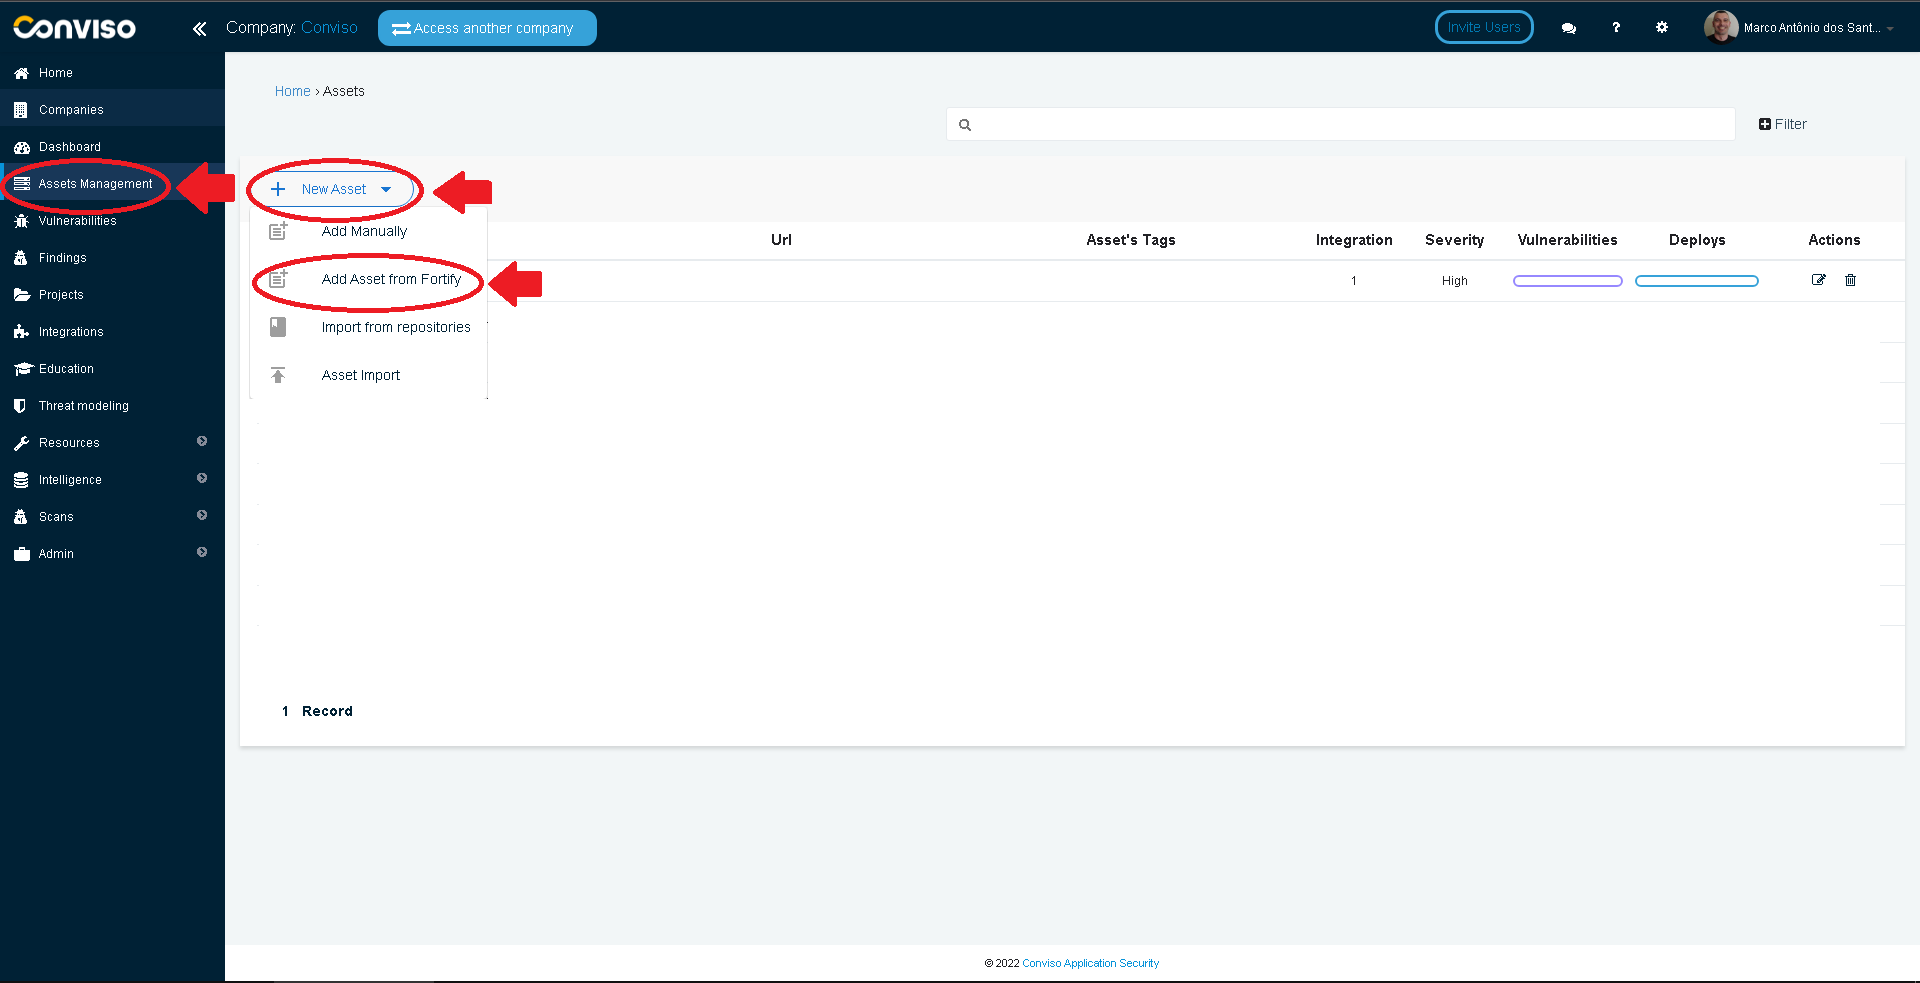 Conviso
Company: Conviso
Access another company
Invite Users
?
Marco Antônio dos Sant...
Home
Companies
Dashboard
Assets Management
Vulnerabilities
Findings
Projects
Integrations
Education
Threat modeling
Resources
Intelligence
Scans
Admin
Home › Assets
Filter
+ New Asset
Add Manually
Add Asset from Fortify
Import from repositories
Asset Import
Url Asset's Tags Integration Severity Vulnerabilities Deploys Actions
1 High
1 Record
© 2022 Conviso Application Security